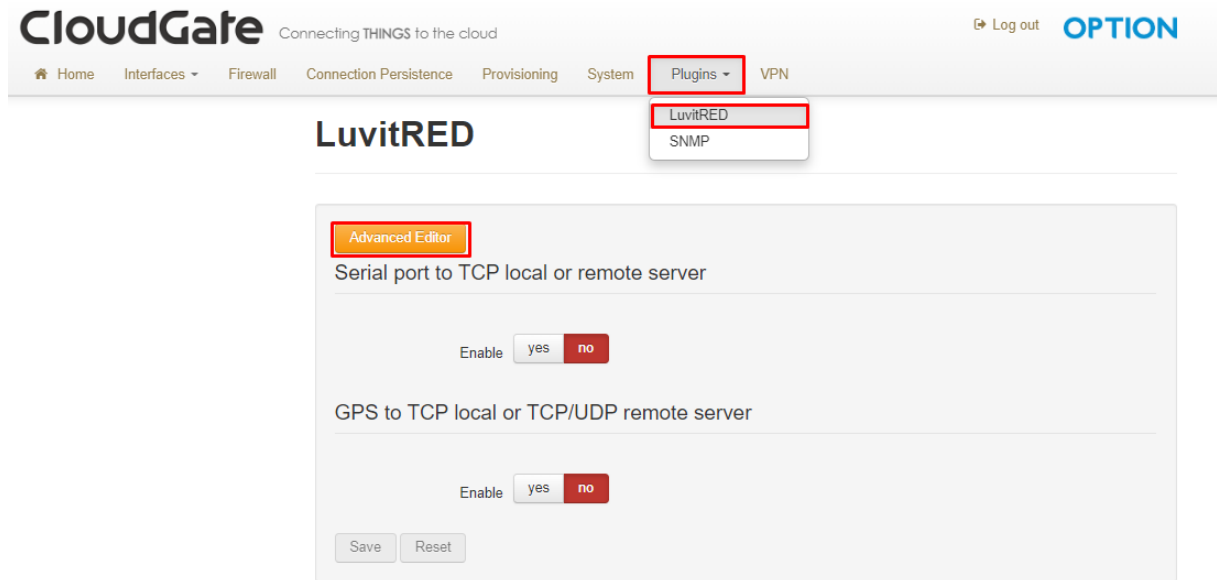 CloudGate Connecting THINGS to the cloud
Log out OPTION
Home Interfaces Firewall Connection Persistence Provisioning System Plugins VPN
LuvitRED
SNMP
LuvitRED
Advanced Editor
Serial port to TCP local or remote server
Enable yes no
GPS to TCP local or TCP/UDP remote server
Enable yes no
Save Reset